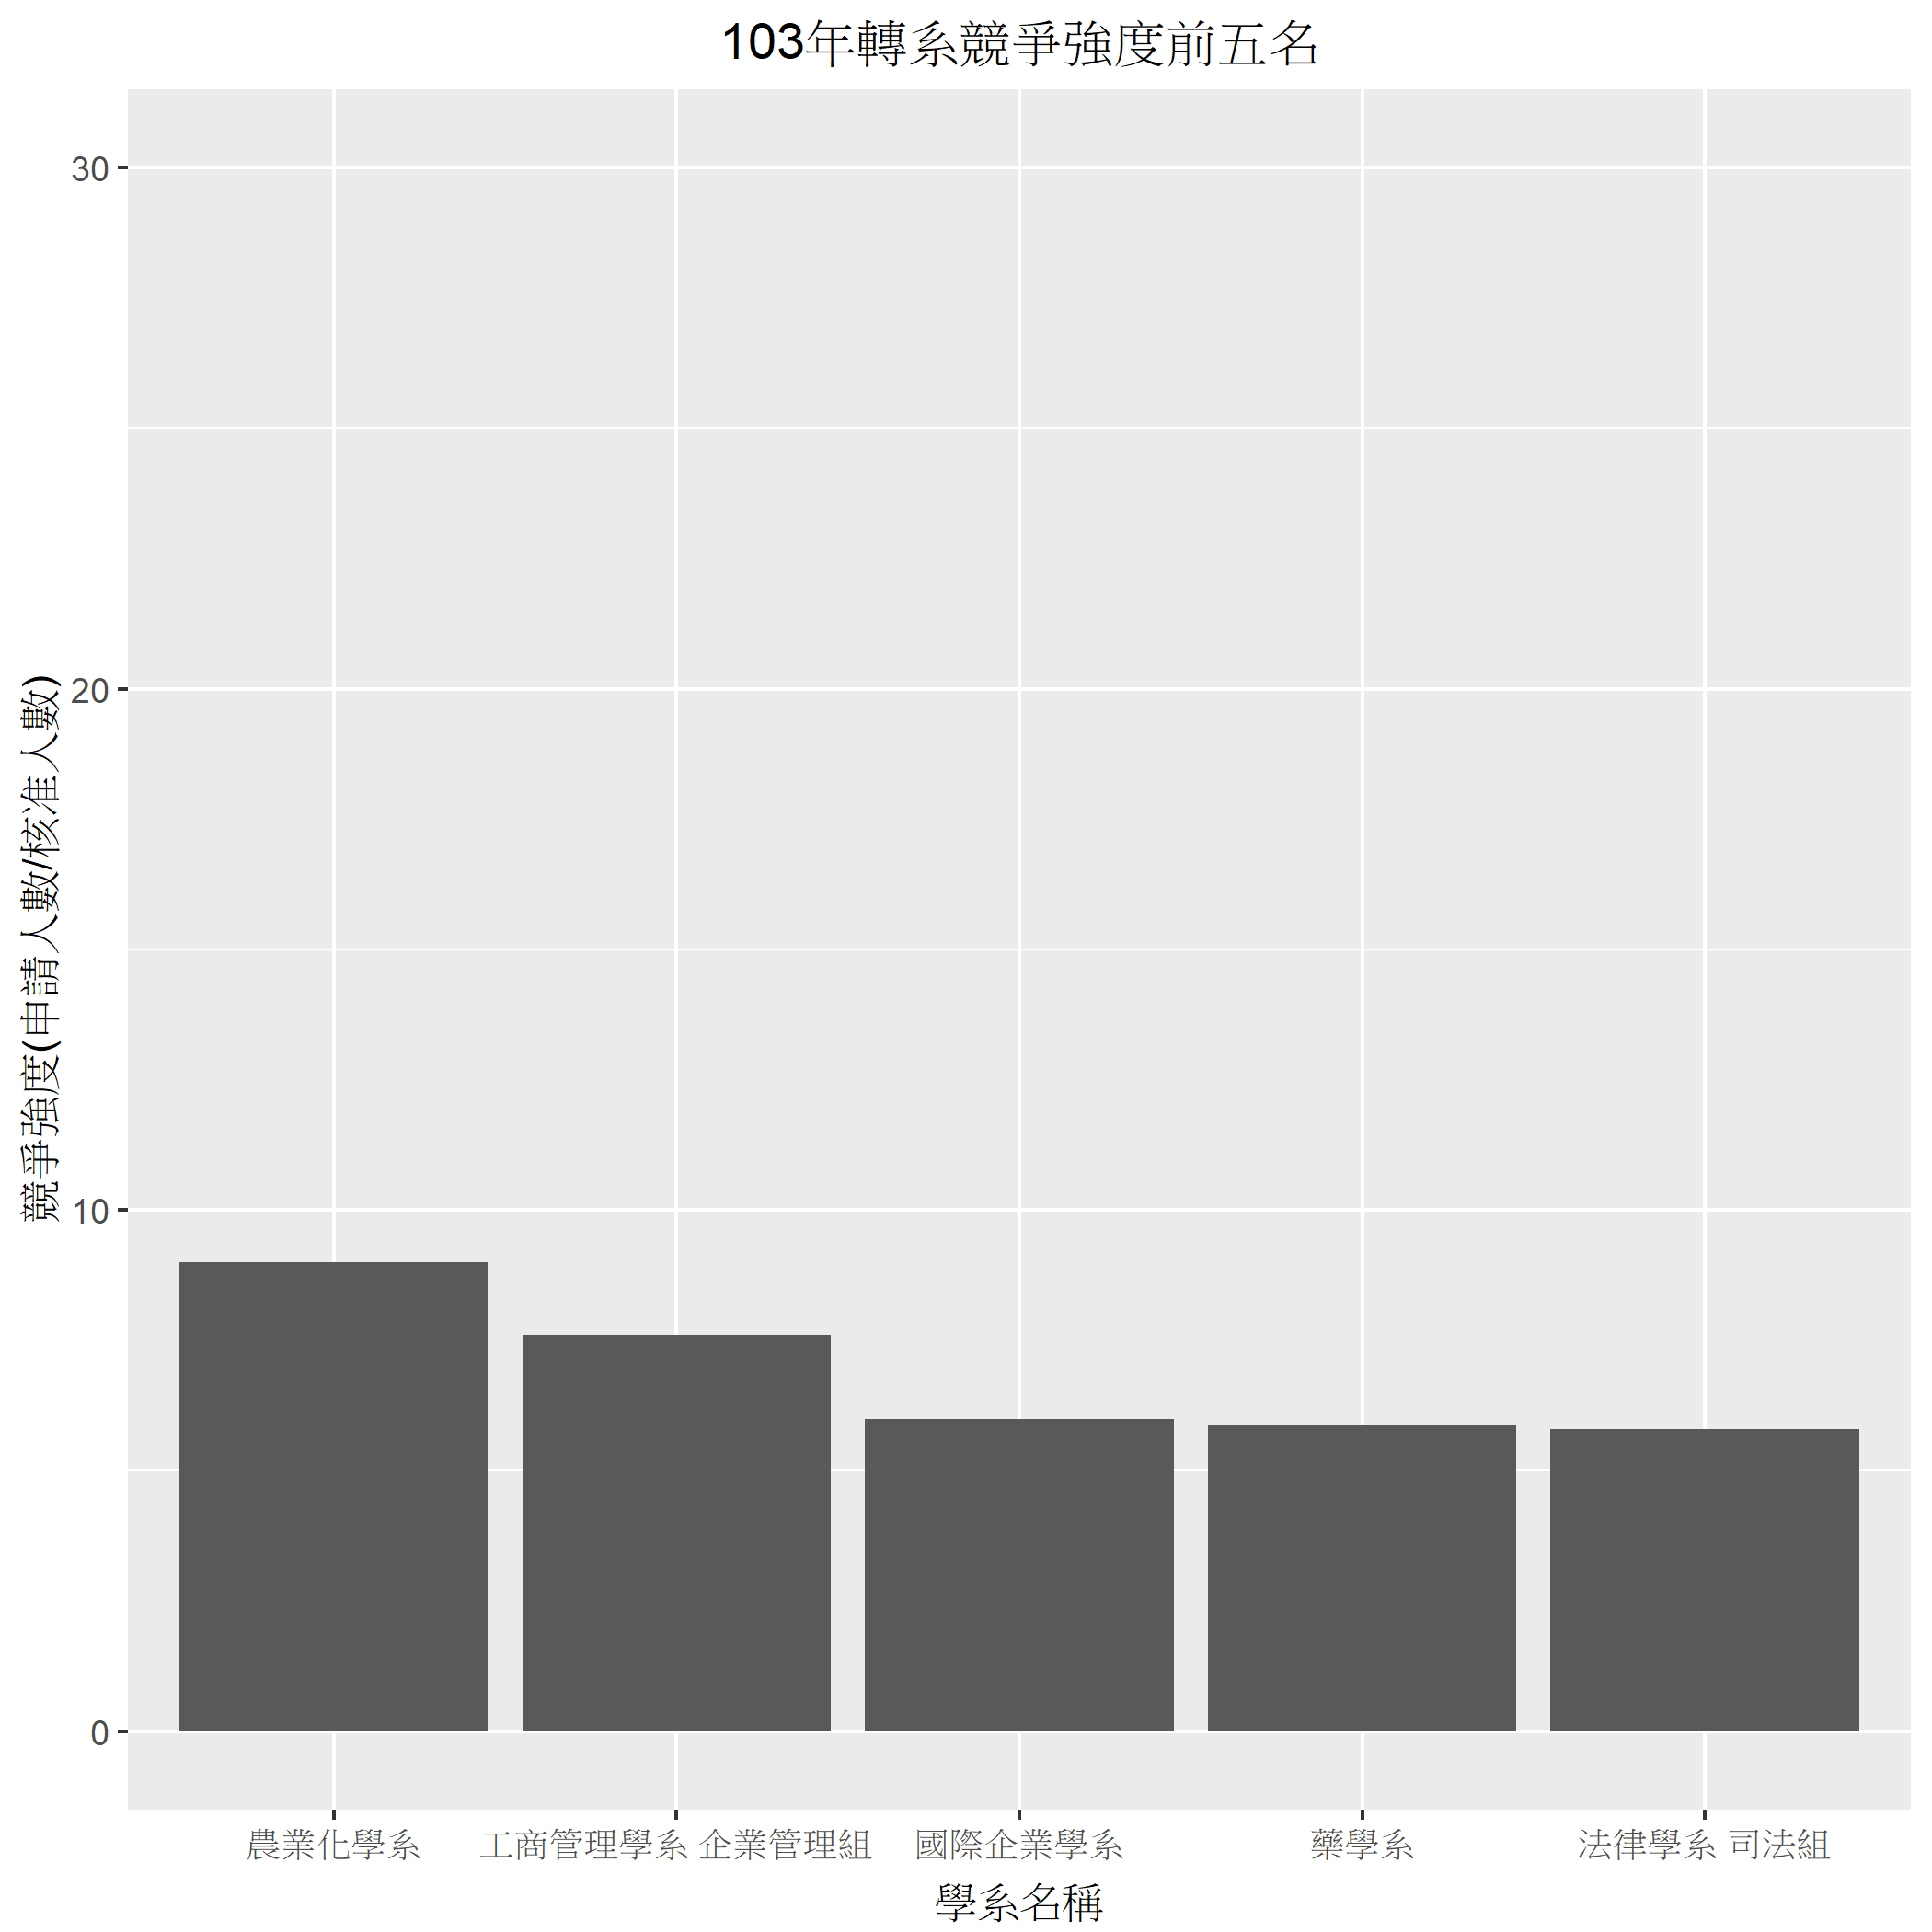 103年轉系競爭強度前五名
競爭強度(申請人數/核准人數)
30
20
10
0
農業化學系
工商管理學系 企業管理組
國際企業學系
藥學系
法律學系 司法組
學系名稱